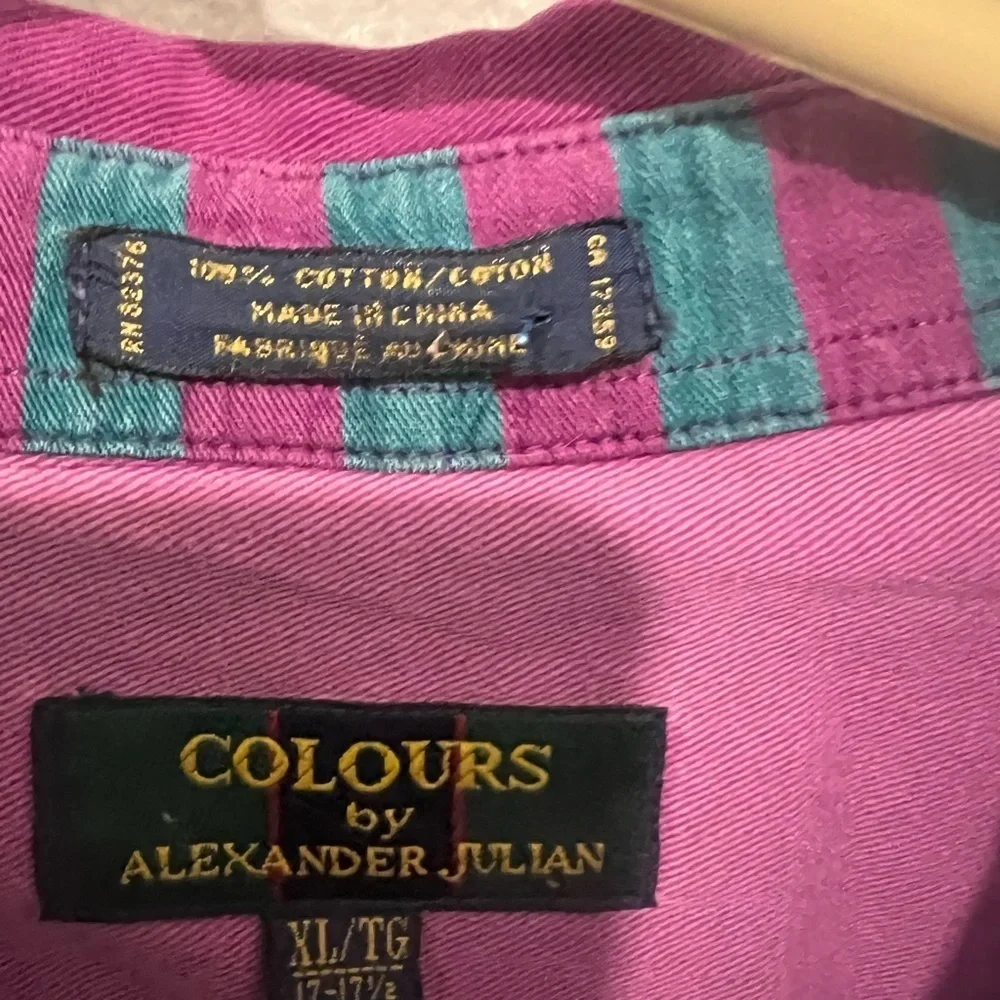 RN 52376
100% COTTON/COTON
MADE IN CHINA
FABRIQUÉ AU CHINE
CA 17359
COLOURS
by
ALEXANDER JULIAN
XL/TG
17-17½